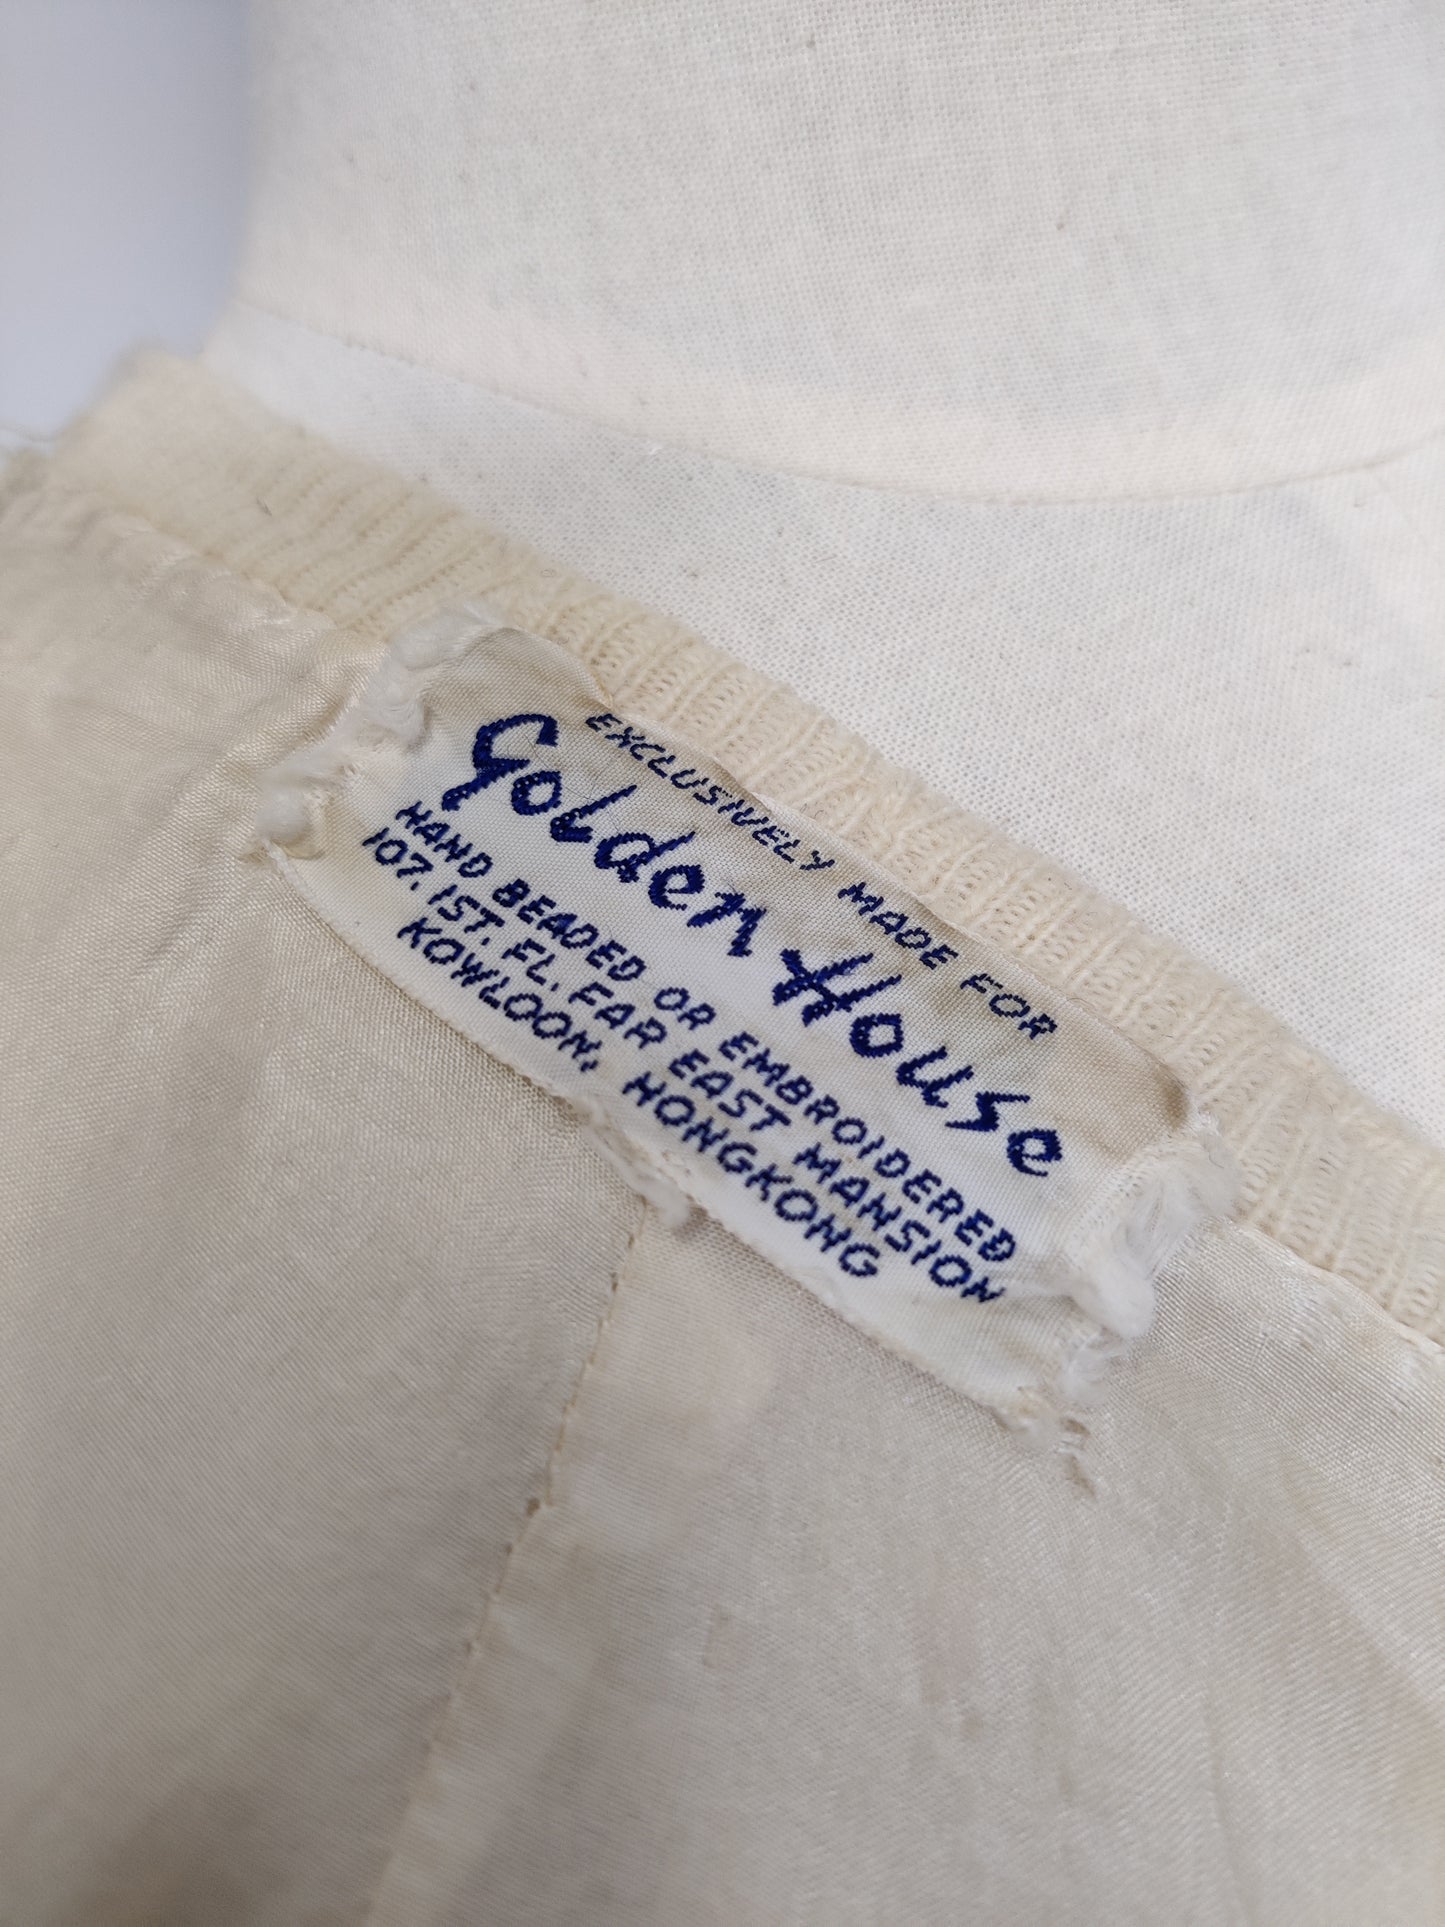 EXCLUSIVELY MADE FOR
Golden House
HAND BEADED OR EMBROIDERED
107. 1ST. FL. FAR EAST MANSION
KOWLOON, HONGKONG